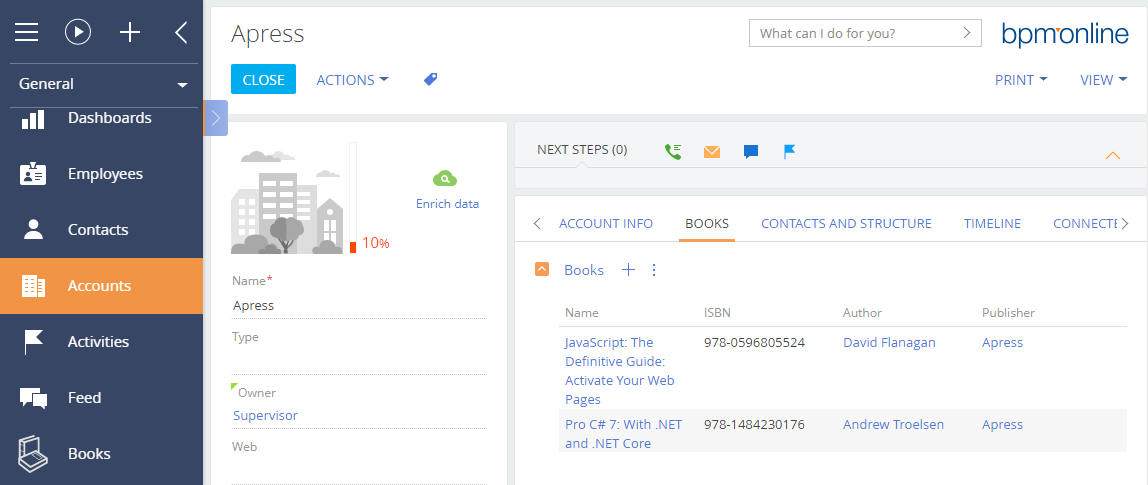 Apress
What can I do for you?
bpm'online
CLOSE
ACTIONS
PRINT
VIEW
General
Dashboards
Employees
Contacts
Accounts
Activities
Feed
Books
10%
Enrich data
Name*
Apress
Type
Owner
Supervisor
Web
NEXT STEPS (0)
ACCOUNT INFO BOOKS CONTACTS AND STRUCTURE TIMELINE CONNECTE
Books
Name ISBN Author Publisher
JavaScript: The 978-0596805524 David Flanagan Apress
Definitive Guide:
Activate Your Web
Pages
Pro C# 7: With .NET 978-1484230176 Andrew Troelsen Apress
and .NET Core